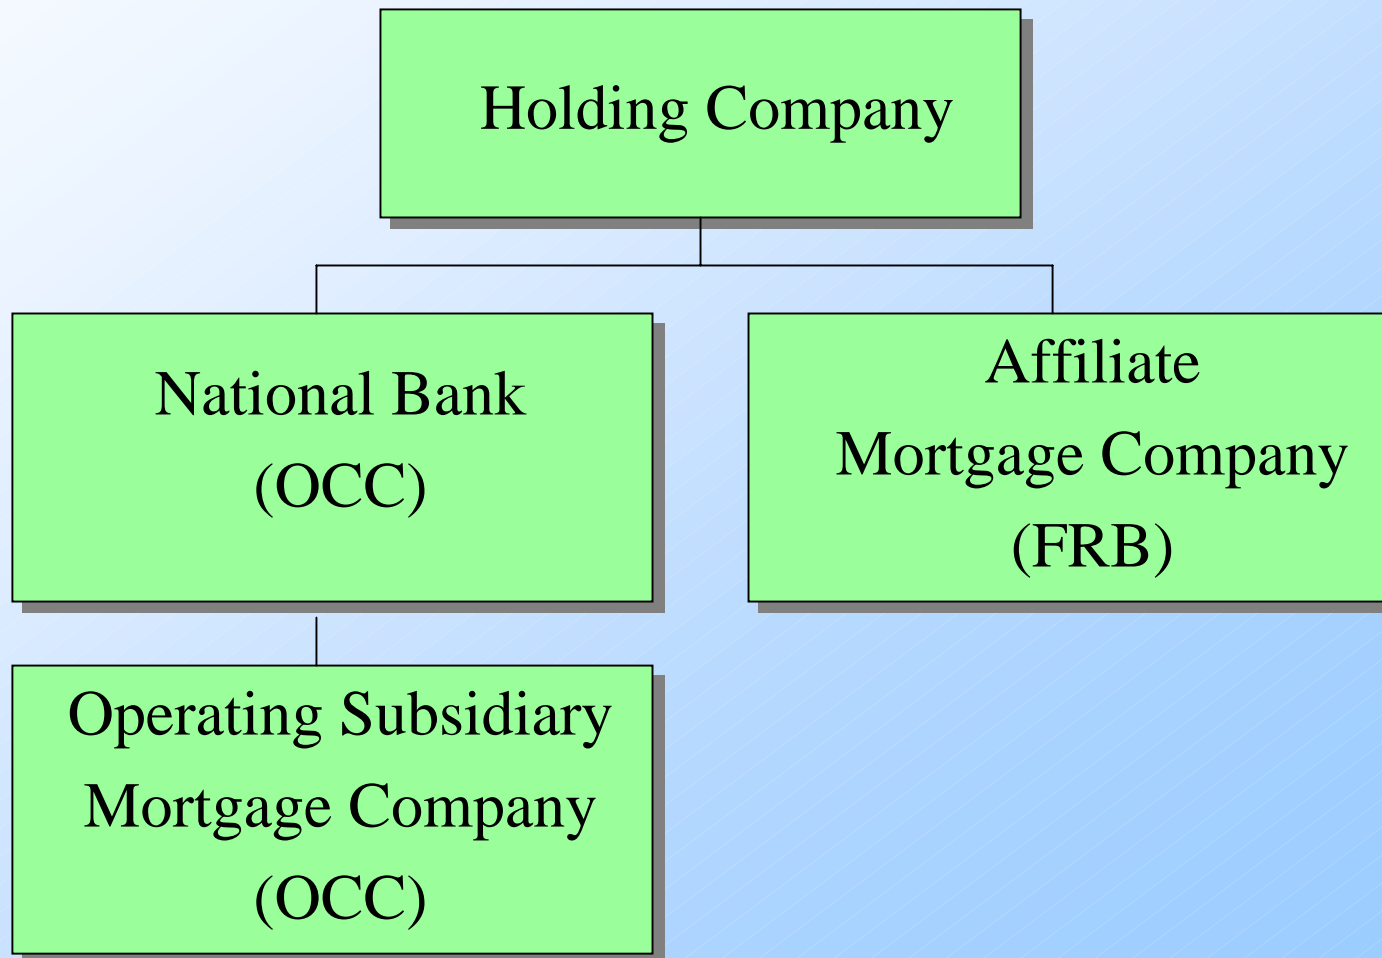 Holding Company
National Bank
(OCC)
Affiliate
Mortgage Company
(FRB)
Operating Subsidiary
Mortgage Company
(OCC)